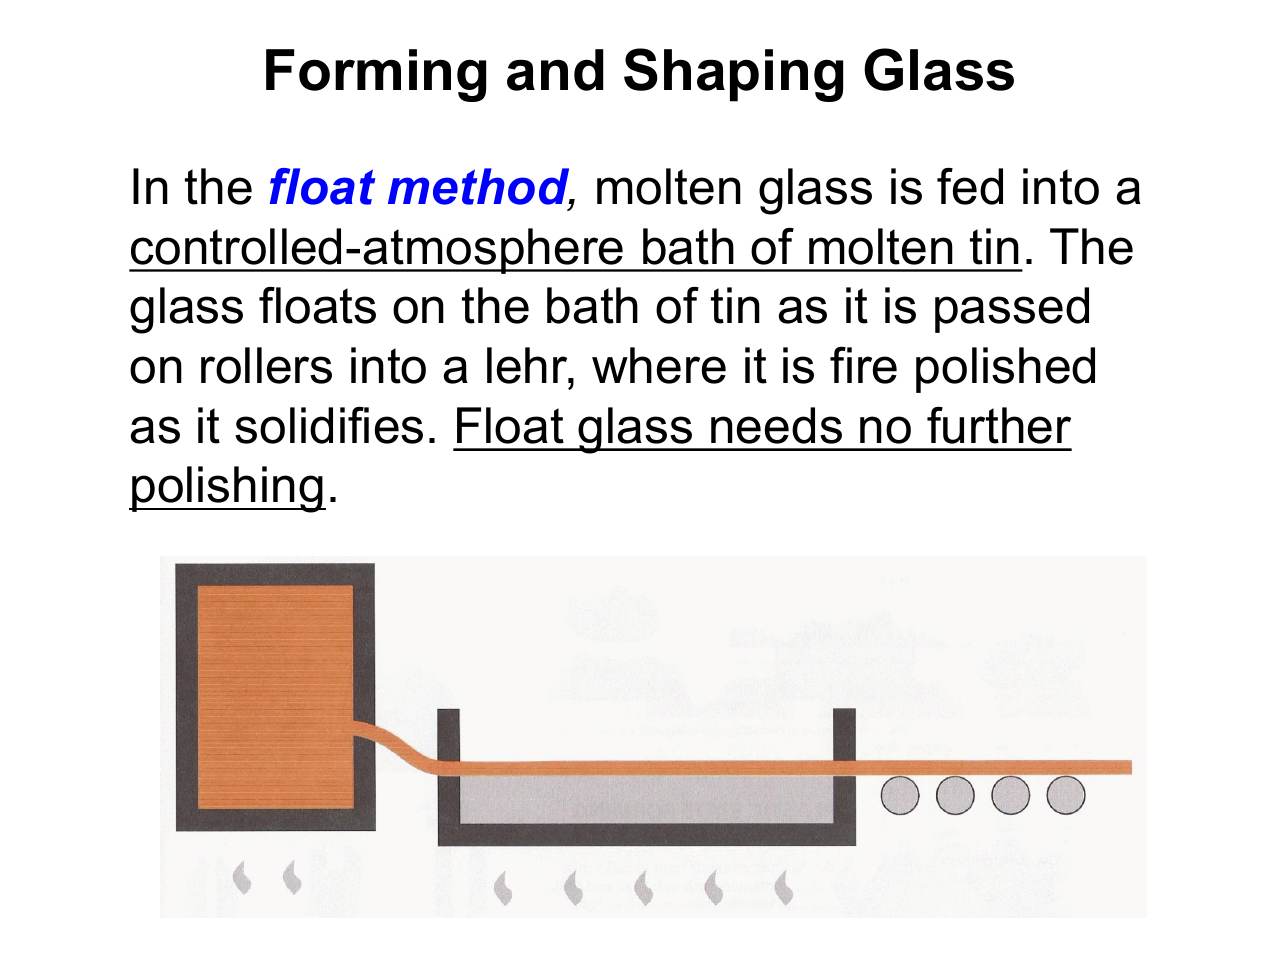 Forming and Shaping Glass
In the float method, molten glass is fed into a
controlled-atmosphere bath of molten tin. The
glass floats on the bath of tin as it is passed
on rollers into a lehr, where it is fire polished
as it solidifies. Float glass needs no further
polishing.